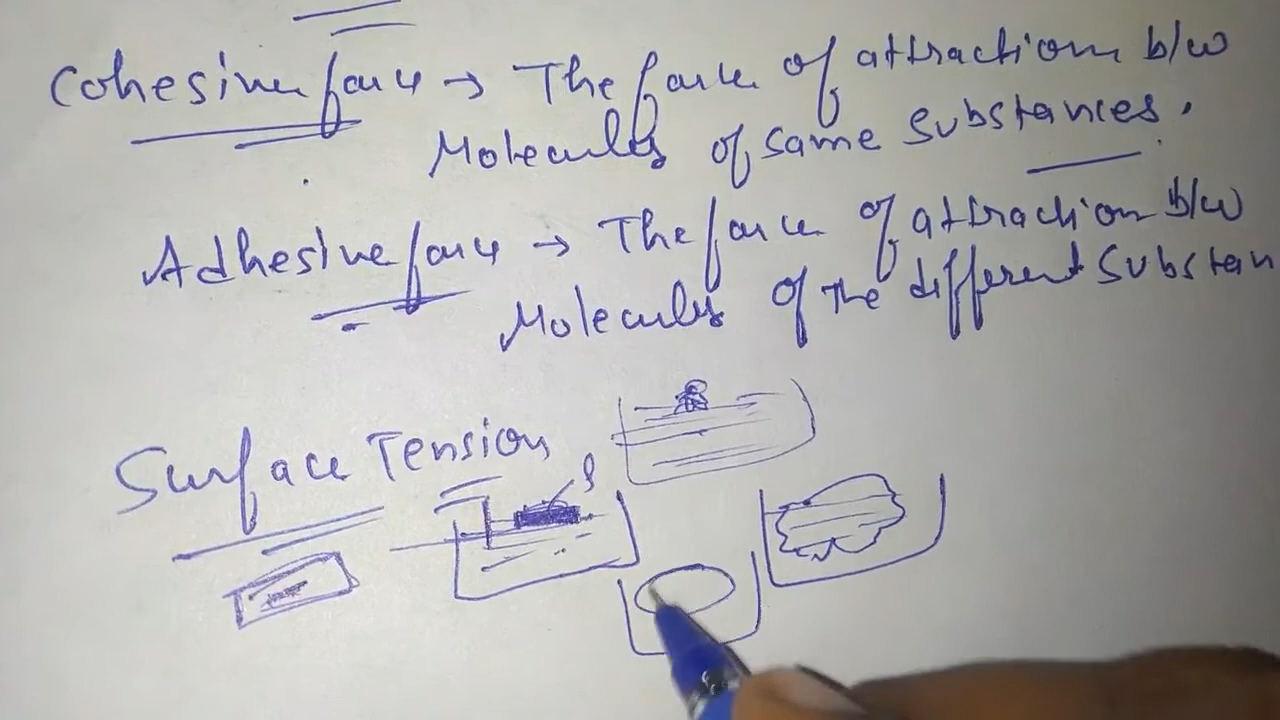 Cohesive force → The force of attraction b/w
Molecules of same substances.
Adhesive force → The force of attraction b/w
Molecules of the different Substan
Surface Tension